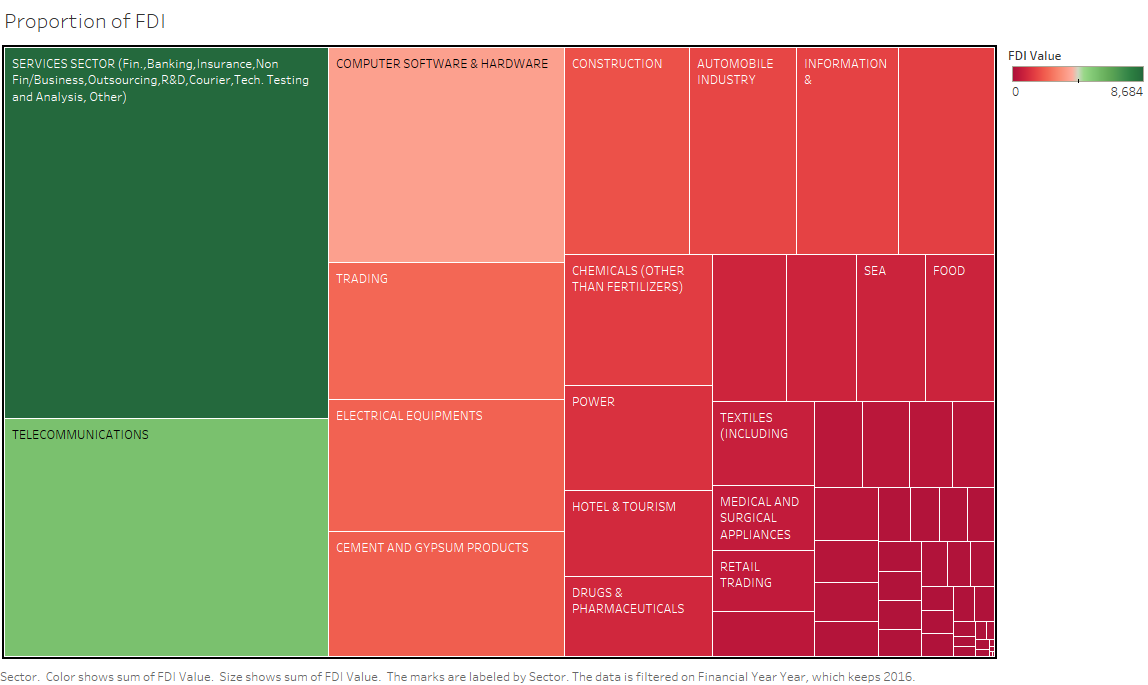 Proportion of FDI
SERVICES SECTOR (Fin.,Banking,Insurance,Non
Fin/Business,Outsourcing,R&D,Courier,Tech. Testing
and Analysis, Other)
COMPUTER SOFTWARE & HARDWARE
CONSTRUCTION
AUTOMOBILE
INDUSTRY
INFORMATION
&
FDI Value
0
8,684
TRADING
CHEMICALS (OTHER
THAN FERTILIZERS)
SEA
FOOD
ELECTRICAL EQUIPMENTS
POWER
TEXTILES
(INCLUDING
TELECOMMUNICATIONS
HOTEL & TOURISM
MEDICAL AND
SURGICAL
APPLIANCES
CEMENT AND GYPSUM PRODUCTS
RETAIL
TRADING
DRUGS &
PHARMACEUTICALS
Sector.  Color shows sum of FDI Value.  Size shows sum of FDI Value.  The marks are labeled by Sector. The data is filtered on Financial Year Year, which keeps 2016.